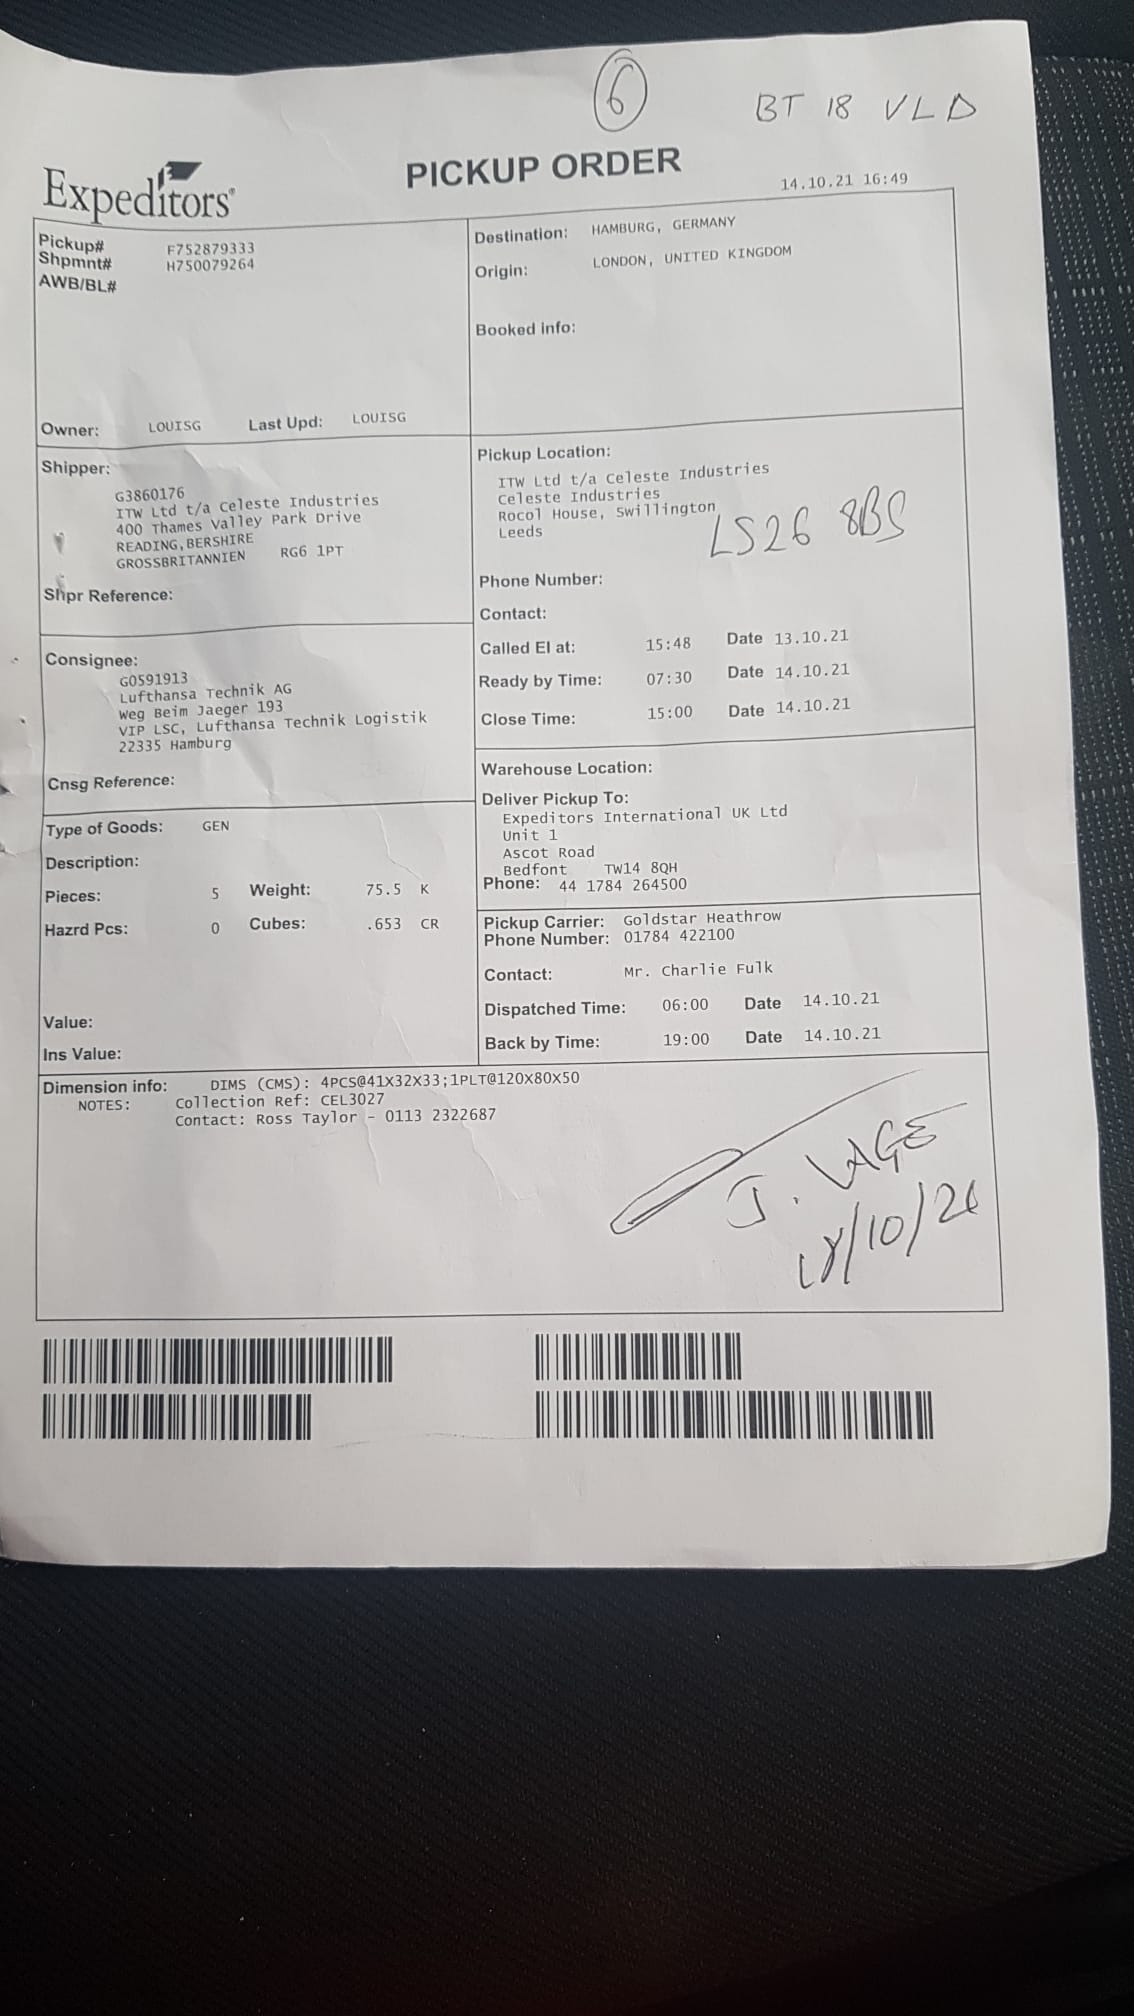 6
BT 18 VLD
Expeditors®
PICKUP ORDER
14.10.21 16:49
Pickup# F752879333
Shpmnt# H750079264
AWB/BL#
Owner: LOUISG Last Upd: LOUISG
Destination: HAMBURG, GERMANY
Origin: LONDON, UNITED KINGDOM
Booked info:
Shipper:
G3860176
ITW Ltd t/a Celeste Industries
400 Thames Valley Park Drive
READING,BERSHIRE
GROSSBRITANNIEN RG6 1PT
Shpr Reference:
Pickup Location:
ITW Ltd t/a Celeste Industries
Celeste Industries
Rocol House, Swillington
Leeds
LS26 8BS
Phone Number:
Contact:
Called EI at: 15:48 Date 13.10.21
Ready by Time: 07:30 Date 14.10.21
Close Time: 15:00 Date 14.10.21
Consignee:
G0591913
Lufthansa Technik AG
Weg Beim Jaeger 193
VIP LSC, Lufthansa Technik Logistik
22335 Hamburg
Cnsg Reference:
Warehouse Location:
Deliver Pickup To:
Expeditors International UK Ltd
Unit 1
Ascot Road
Bedfont TW14 8QH
Phone: 44 1784 264500
Type of Goods: GEN
Description:
Pieces: 5 Weight: 75.5 K
Hazrd Pcs: 0 Cubes: .653 CR
Value:
Ins Value:
Pickup Carrier: Goldstar Heathrow
Phone Number: 01784 422100
Contact: Mr. Charlie Fulk
Dispatched Time: 06:00 Date 14.10.21
Back by Time: 19:00 Date 14.10.21
Dimension info: DIMS (CMS): 4PCS@41X32X33;1PLT@120X80X50
NOTES: Collection Ref: CEL3027
Contact: Ross Taylor - 0113 2322687
J. LAGE